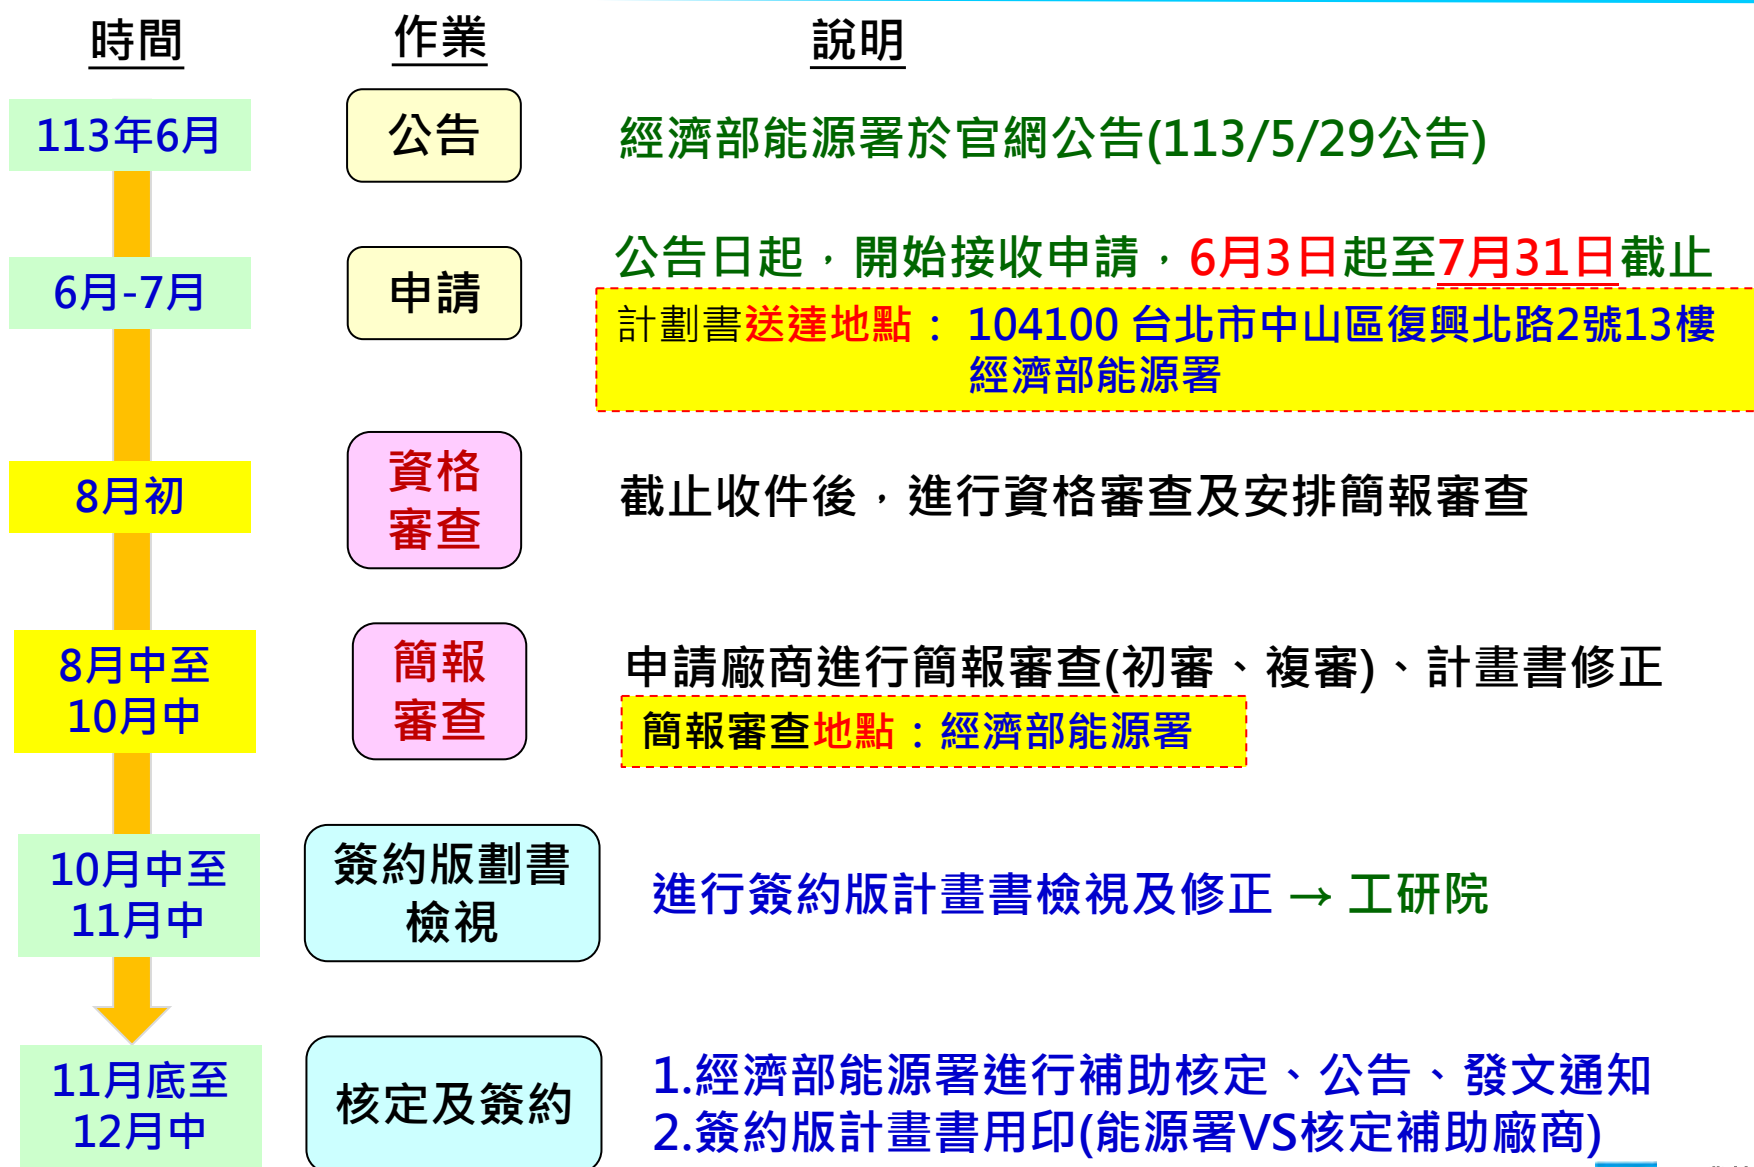 時間
作業
說明
113年6月
公告
經濟部能源署於官網公告(113/5/29公告)
6月-7月
申請
公告日起，開始接收申請，6月3日起至7月31日截止
計劃書送達地點： 104100 台北市中山區復興北路2號13樓
經濟部能源署
8月初
資格
審查
截止收件後，進行資格審查及安排簡報審查
8月中至
10月中
簡報
審查
申請廠商進行簡報審查(初審、複審)、計畫書修正
簡報審查地點：經濟部能源署
10月中至
11月中
簽約版劃書
檢視
進行簽約版計畫書檢視及修正 → 工研院
11月底至
12月中
核定及簽約
1.經濟部能源署進行補助核定、公告、發文通知
2.簽約版計畫書用印(能源署VS核定補助廠商)